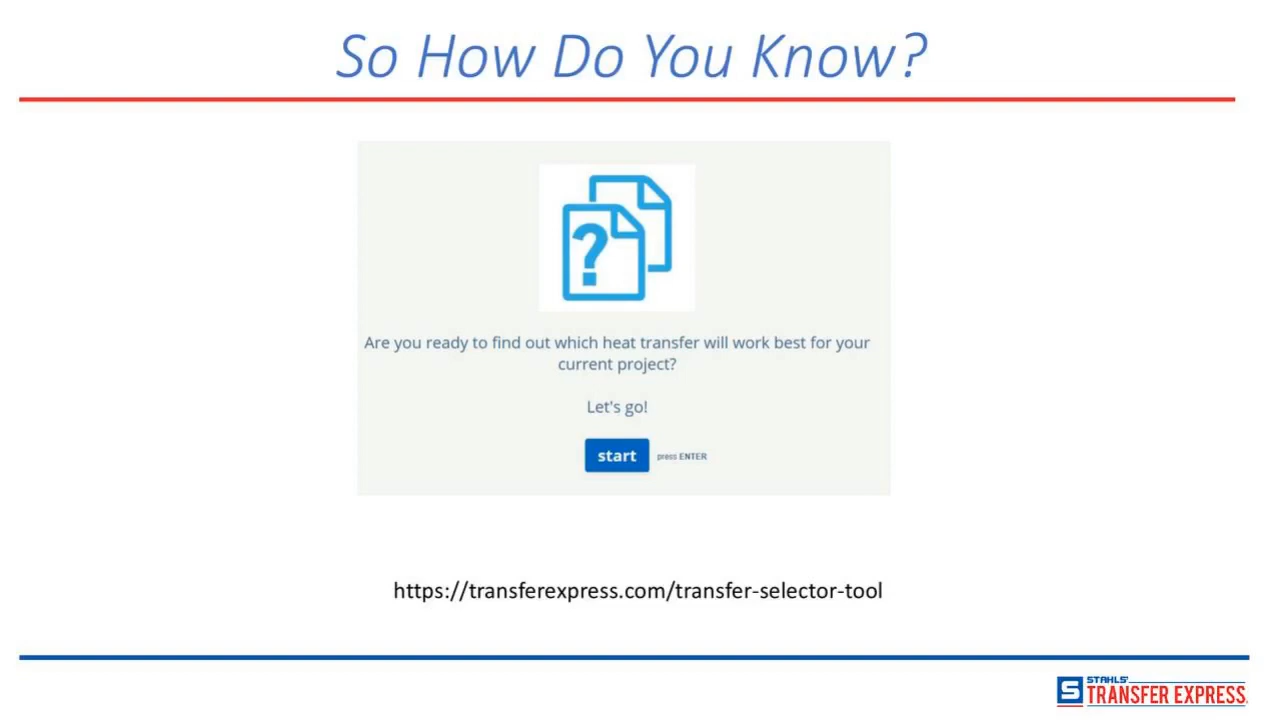 So How Do You Know?
?
Are you ready to find out which heat transfer will work best for your
current project?
Let's go!
start press ENTER
https://transferexpress.com/transfer-selector-tool
S STAHLS'
TRANSFER EXPRESS